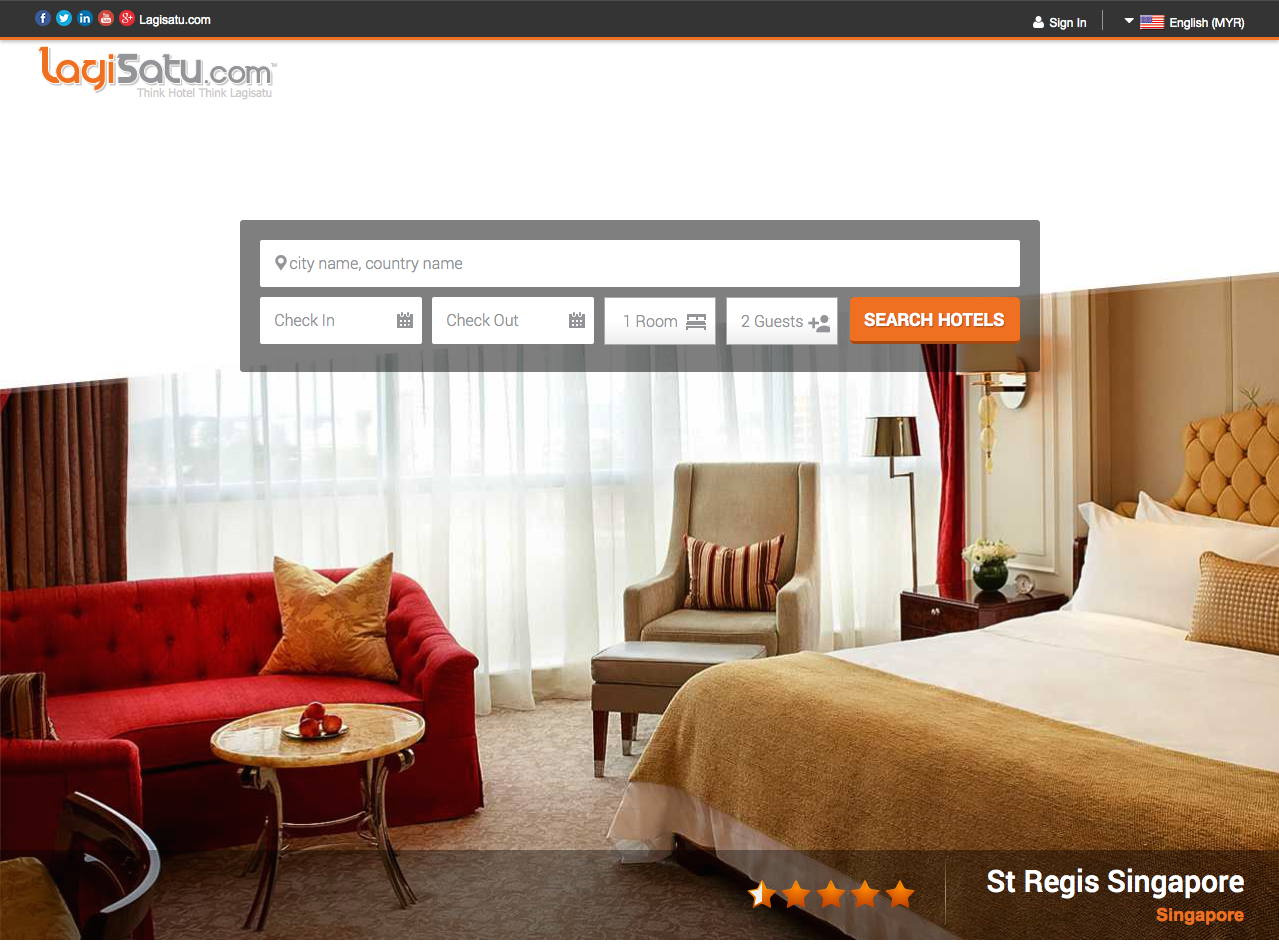 Lagisatu.com
Sign In
English (MYR)
LagiSatu.com™
Think Hotel Think Lagisatu
city name, country name
Check In
Check Out
1 Room
2 Guests
SEARCH HOTELS
St Regis Singapore
Singapore